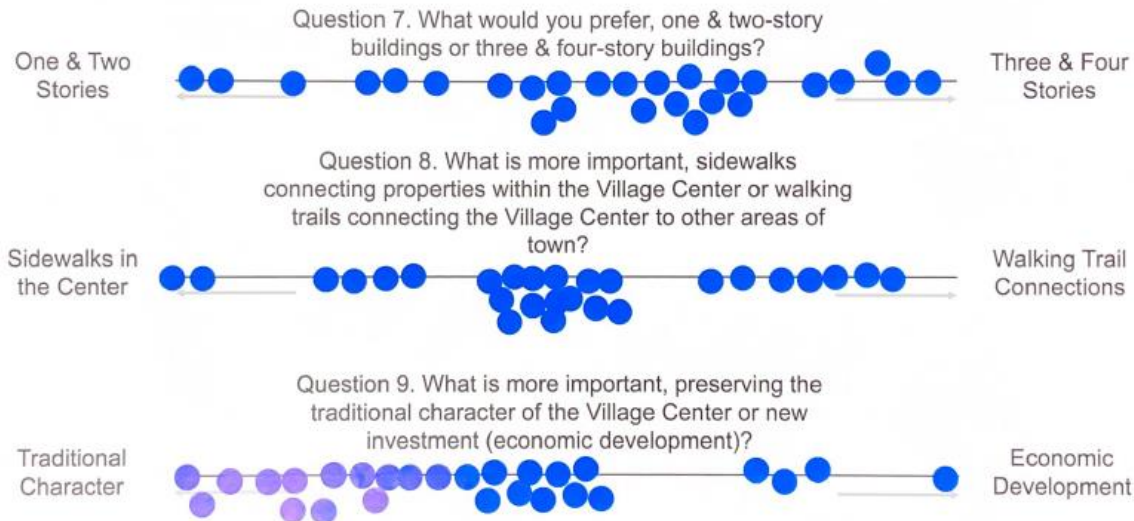 Question 7. What would you prefer, one & two-story
buildings or three & four-story buildings?
One & Two
Stories
Three & Four
Stories
Question 8. What is more important, sidewalks
connecting properties within the Village Center or walking
trails connecting the Village Center to other areas of
town?
Sidewalks in
the Center
Walking Trail
Connections
Question 9. What is more important, preserving the
traditional character of the Village Center or new
investment (economic development)?
Traditional
Character
Economic
Development